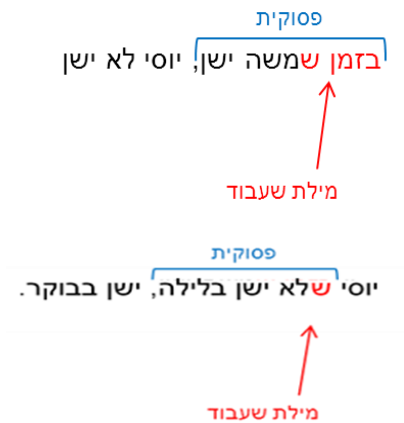 פסוקית
בזמן שמשה ישן, יוסי לא ישן
מילת שעבוד
פסוקית
יוסי שלא ישן בלילה, ישן בבוקר.
מילת שעבוד